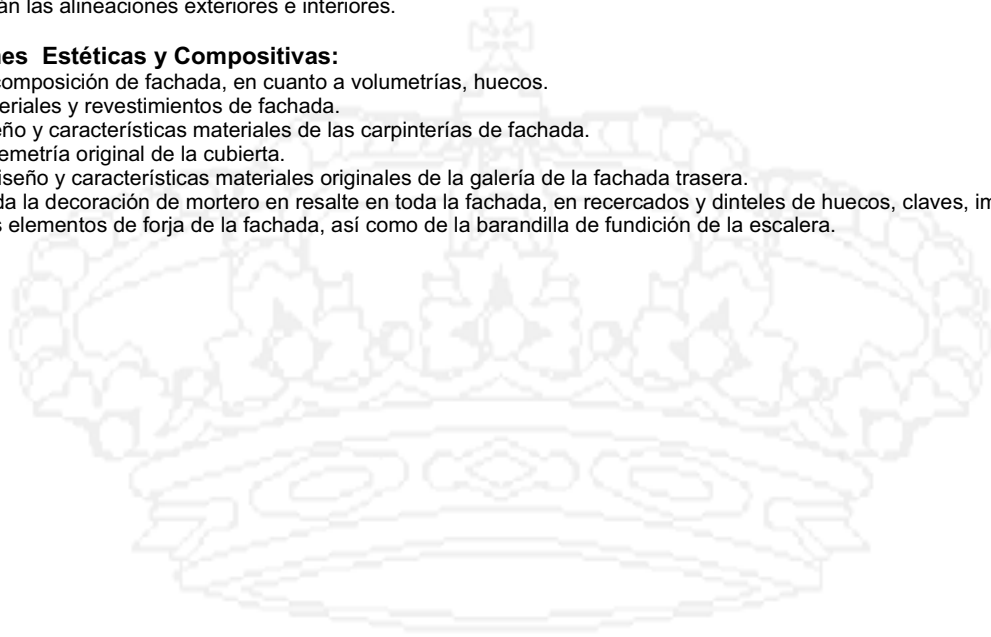 án las alineaciones exteriores e interiores.
nes Estéticas y Compositivas:
composición de fachada, en cuanto a volumetrías, huecos.
eriales y revestimientos de fachada.
eño y características materiales de las carpinterías de fachada.
emetría original de la cubierta.
iseño y características materiales originales de la galería de la fachada trasera.
da la decoración de mortero en resalte en toda la fachada, en recercados y dinteles de huecos, claves, im
s elementos de forja de la fachada, así como de la barandilla de fundición de la escalera.